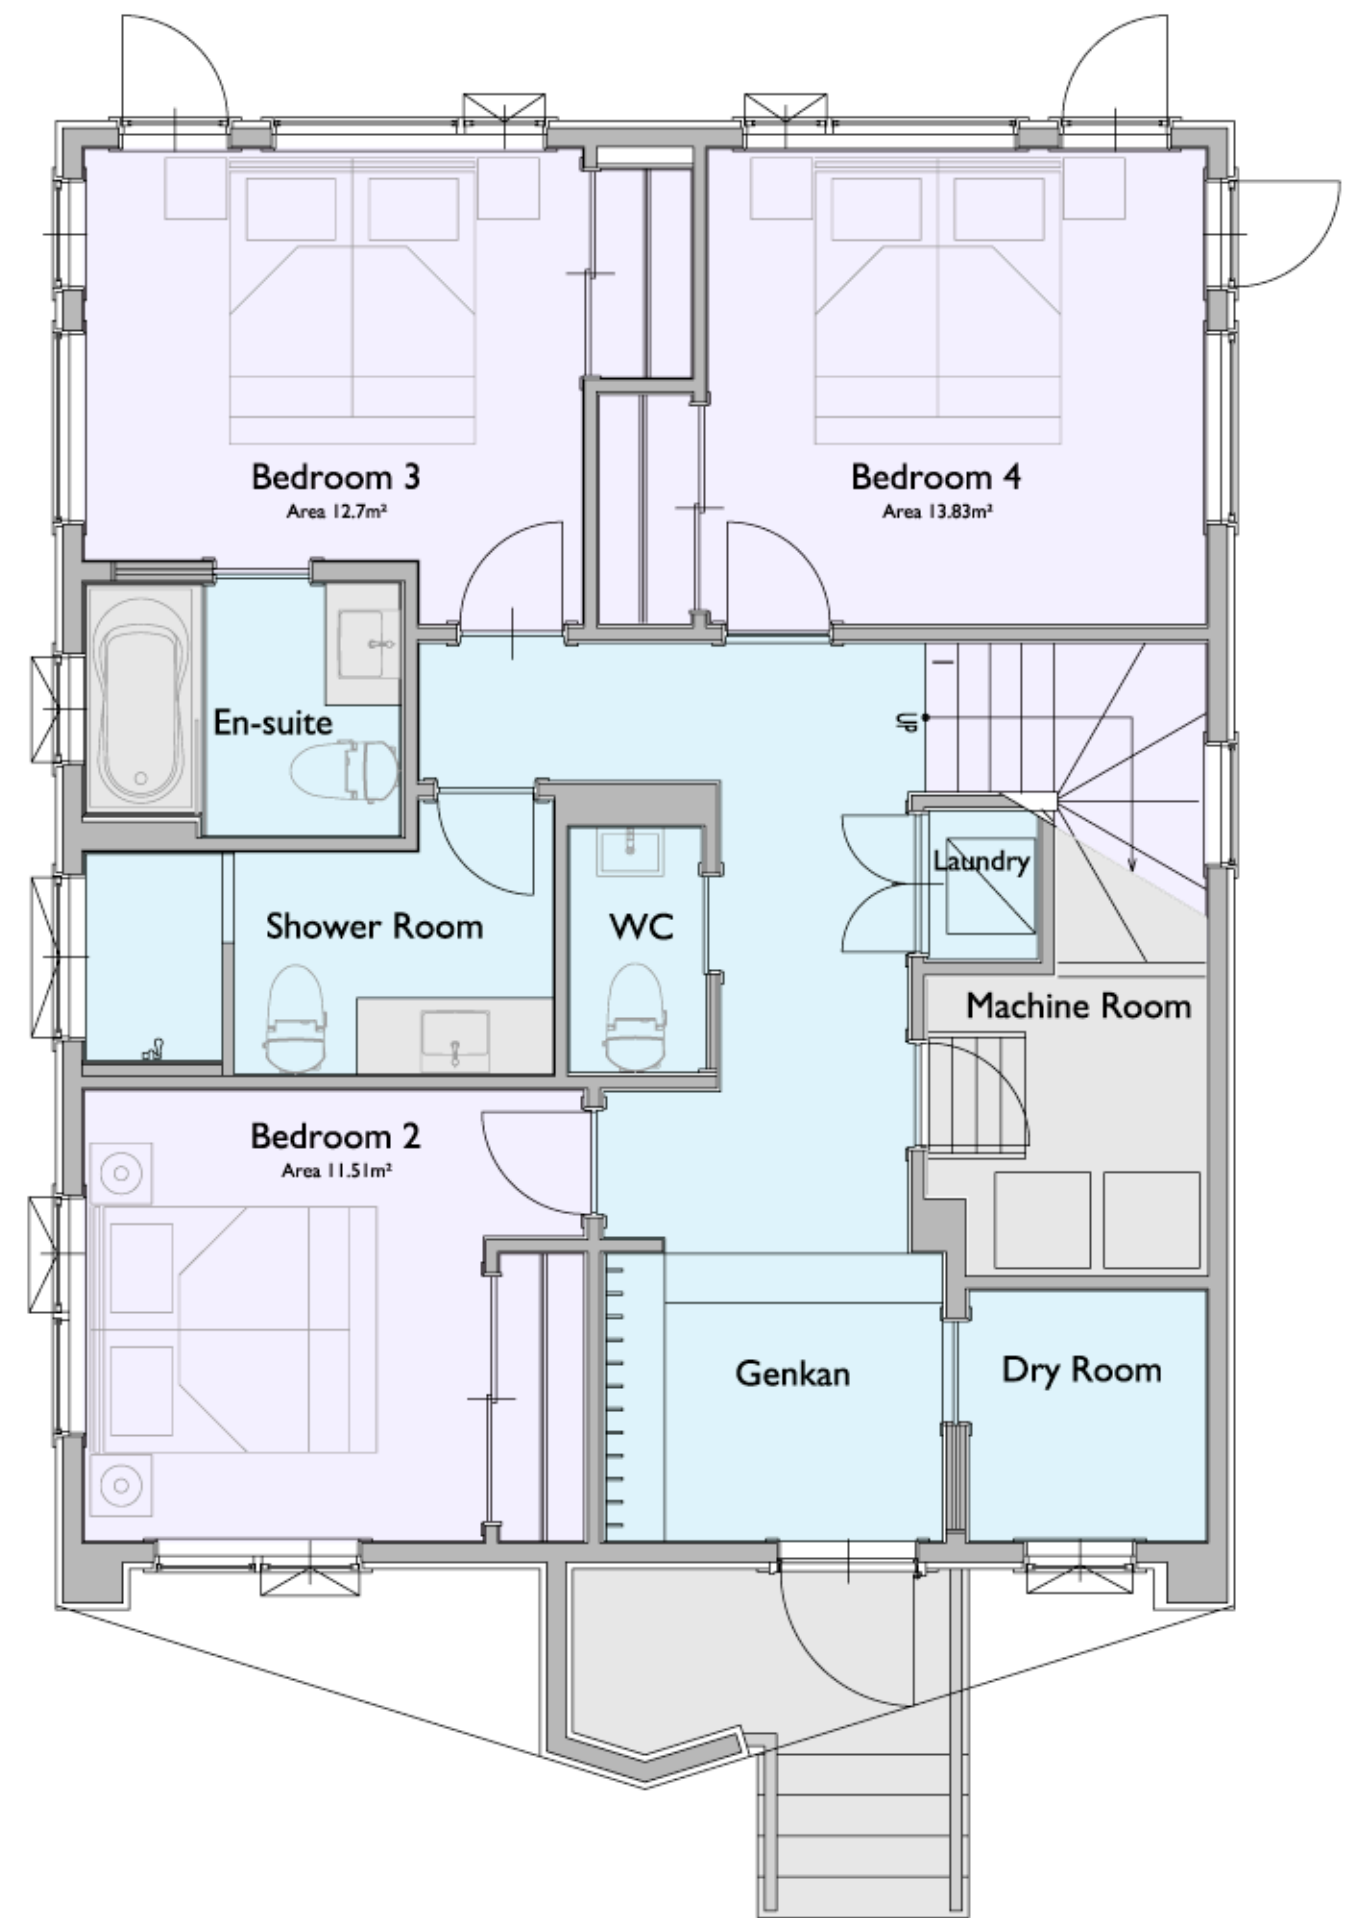 Bedroom 3
Area 12.7m²
Bedroom 4
Area 13.83m²
En-suite
1
UP
Laundry
Shower Room
WC
Machine Room
Bedroom 2
Area 11.51m²
Genkan
Dry Room